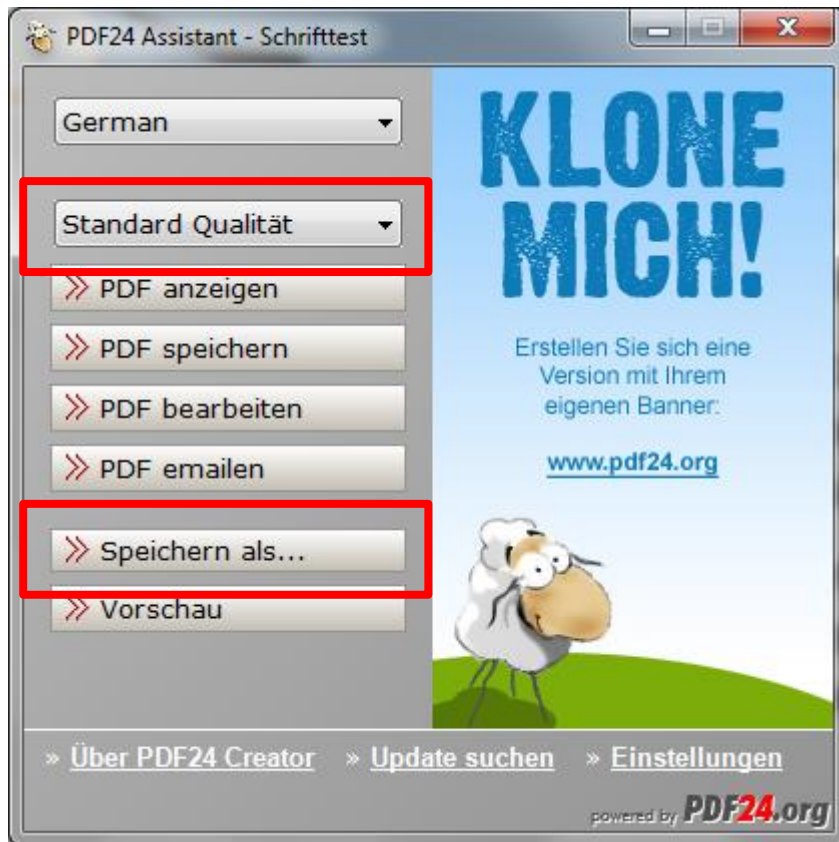 PDF24 Assistant - Schrifttest
German
Standard Qualität
PDF anzeigen
PDF speichern
PDF bearbeiten
PDF emailen
Speichern als...
Vorschau
KLONE
MICH!
Erstellen Sie sich eine
Version mit Ihrem
eigenen Banner:
www.pdf24.org
» Über PDF24 Creator » Update suchen » Einstellungen
powered by PDF24.org